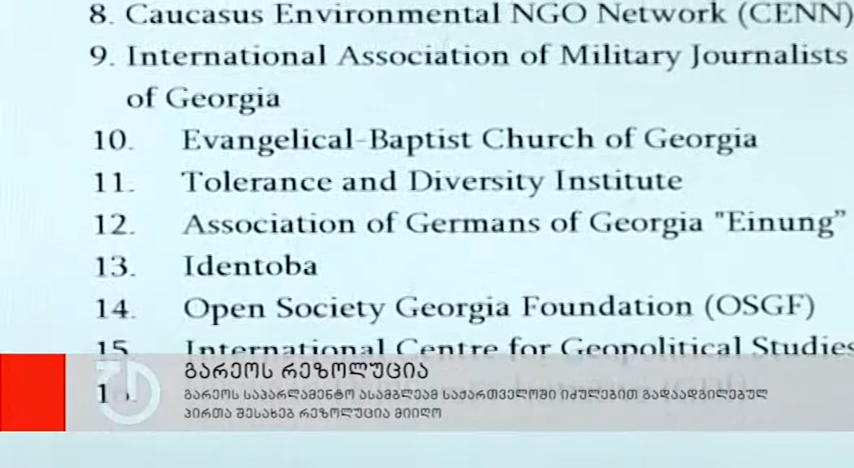 8. Caucasus Environmental NGO Network (CENN)
9. International Association of Military Journalists
of Georgia
10. Evangelical-Baptist Church of Georgia
11. Tolerance and Diversity Institute
12. Association of Germans of Georgia "Einung”
13. Identoba
14. Open Society Georgia Foundation (OSGF)
15. International Centre for Geopolitical Studies
გაეროს რეზოლუცია
გაეროს საპარლამენტო ასამბლეამ საქართველოში იძულებით გადაადგილებულ
პირთა შესახებ რეზოლუცია მიიღო